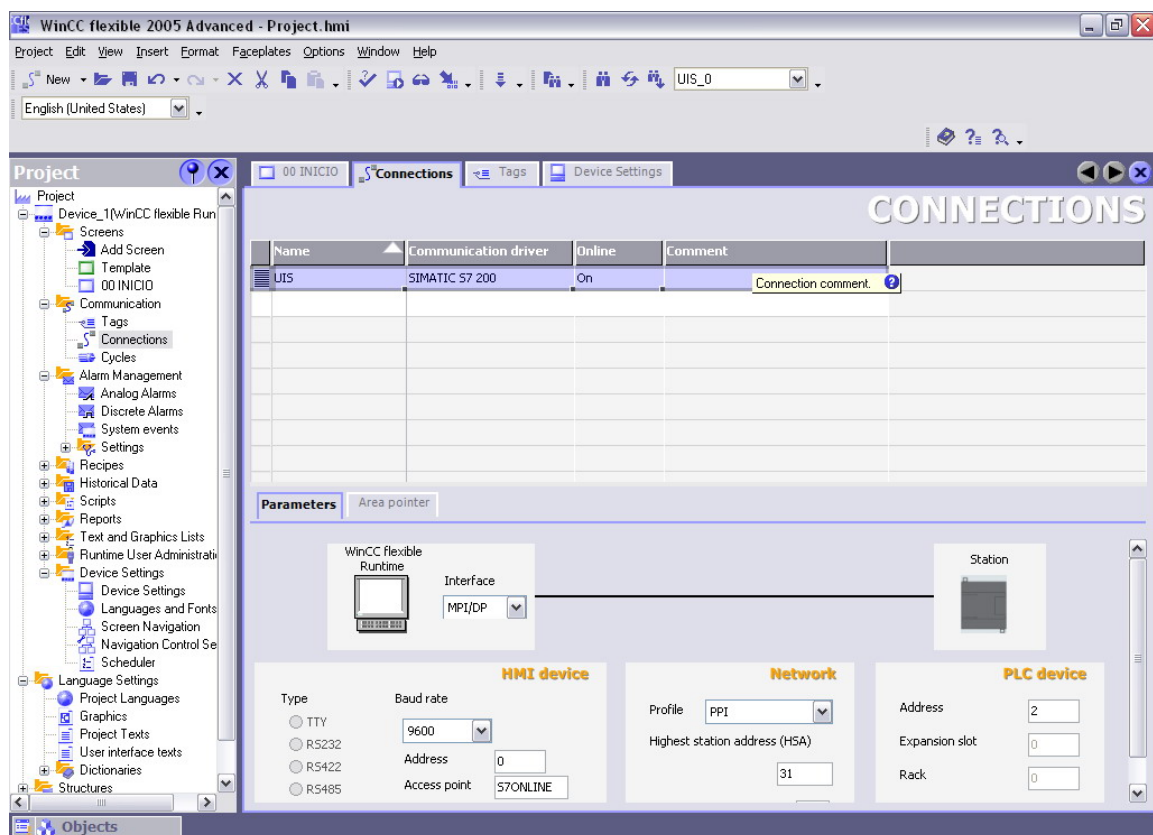 WinCC flexible 2005 Advanced - Project.hmi
Project Edit View Insert Format Faceplates Options Window Help
New UIS_0
English (United States)
Project
00 INICIO Connections Tags Device Settings
CONNECTIONS
Project
Device_1(WinCC flexible Run
Screens
Add Screen
Template
00 INICIO
Communication
Tags
Connections
Cycles
Alarm Management
Analog Alarms
Discrete Alarms
System events
Settings
Recipes
Historical Data
Scripts
Reports
Text and Graphics Lists
Runtime User Administrati
Device Settings
Device Settings
Languages and Fonts
Screen Navigation
Navigation Control Se
Scheduler
Language Settings
Project Languages
Graphics
Project Texts
User interface texts
Dictionaries
Structures
Name Communication driver Online Comment
UIS SIMATIC S7 200 On
Connection comment.
Parameters Area pointer
WinCC flexible
Runtime
Interface
MPI/DP
Station
HMI device
Type
TTY
RS232
RS422
RS485
Baud rate
9600
Address 0
Access point S7ONLINE
Network
Profile PPI
Highest station address (HSA)
31
PLC device
Address 2
Expansion slot 0
Rack 0
Objects